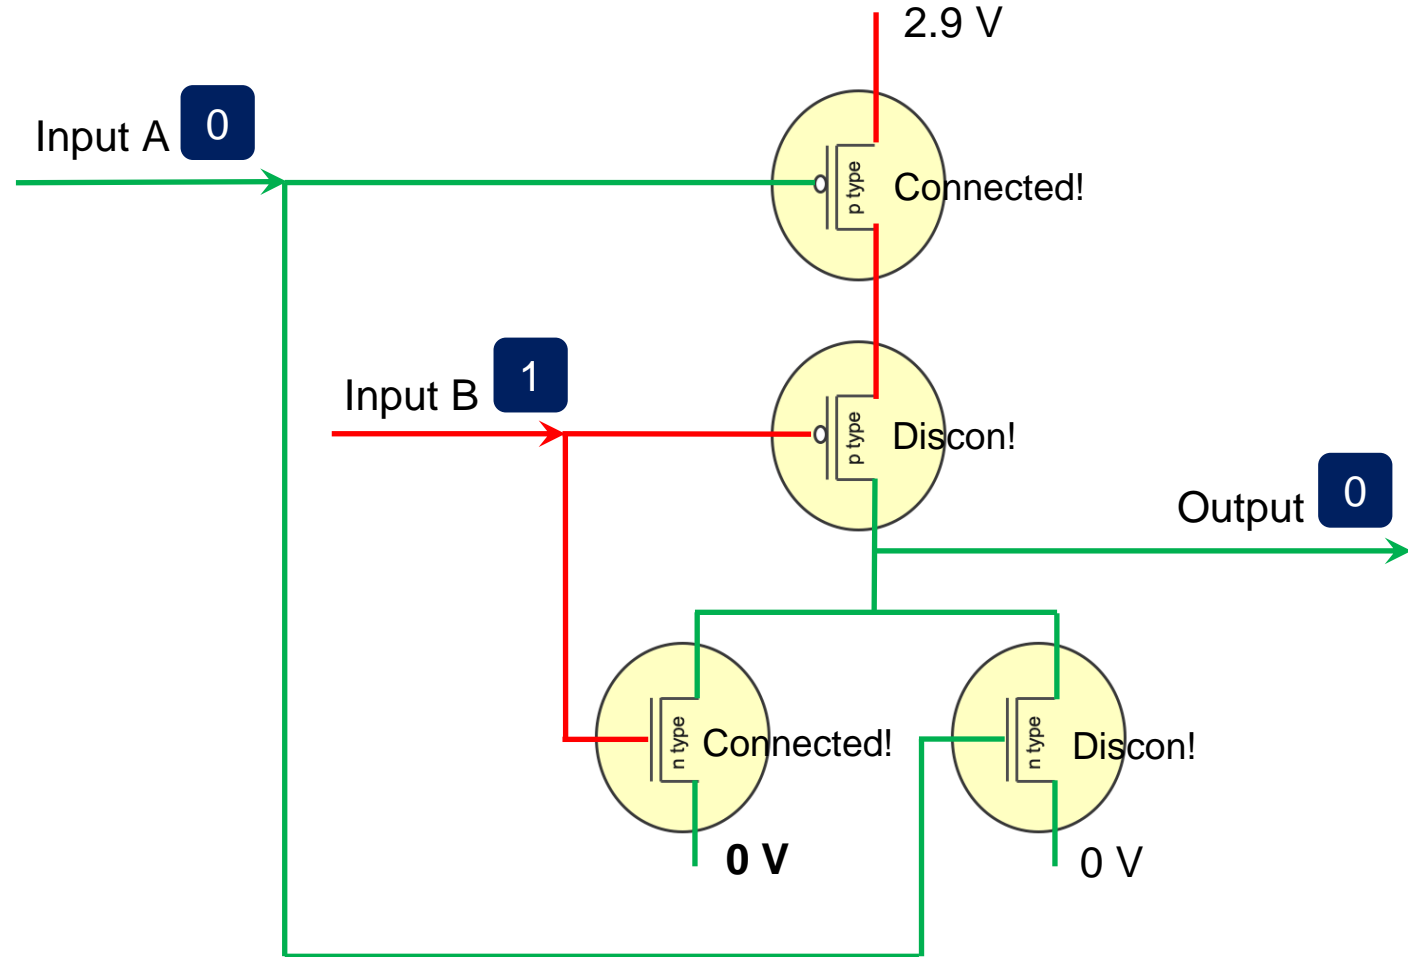 2.9 V
Input A 0
p type
Connected!
Input B 1
p type
Discon!
Output 0
n type
Connected!
n type
Discon!
0 V
0 V